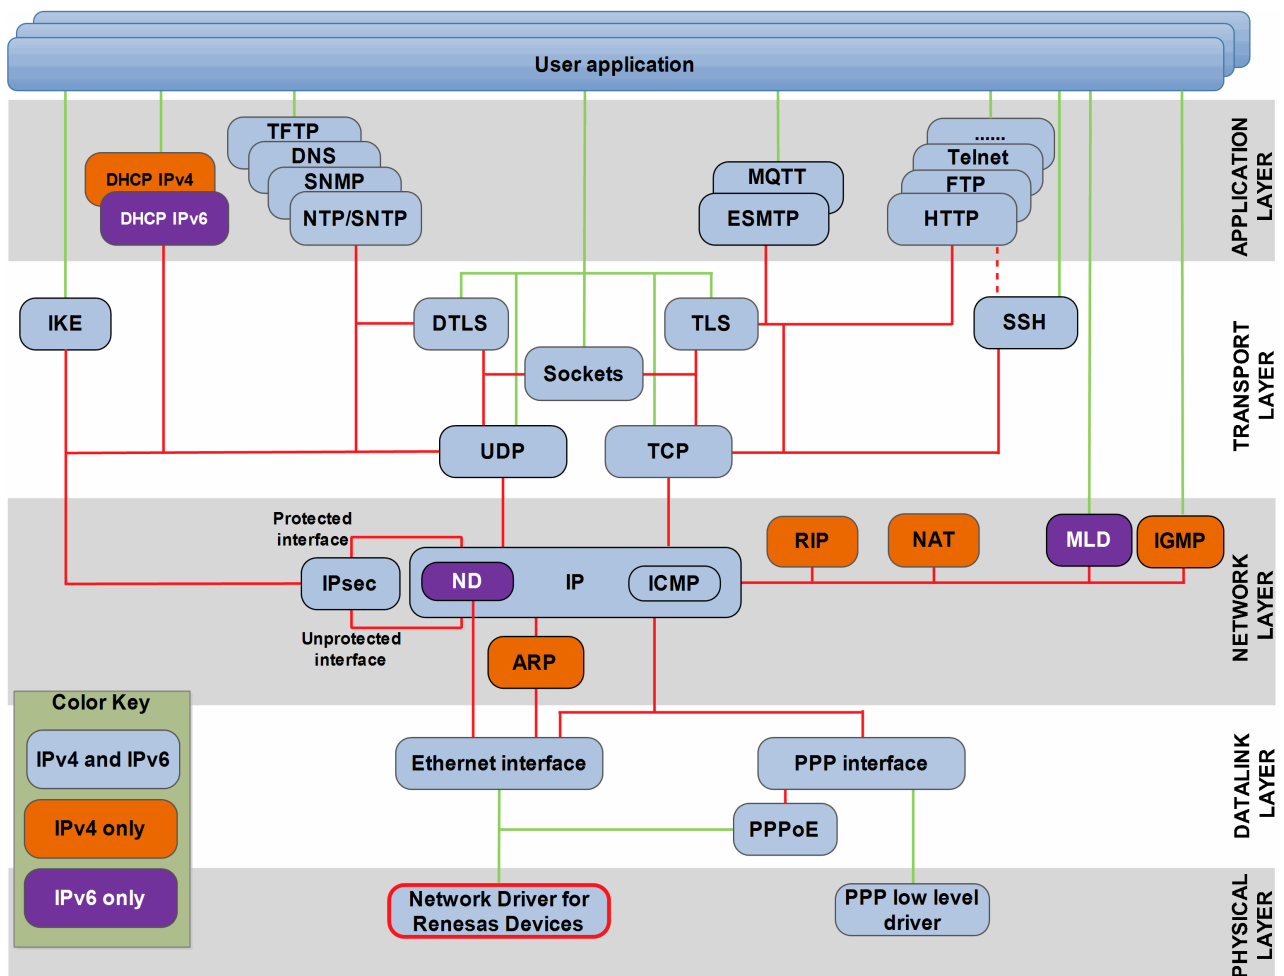 User application
APPLICATION
LAYER
TFTP
DNS
SNMP
NTP/SNTP
DHCP IPv4
DHCP IPv6
MQTT
ESMTP
......
Telnet
FTP
HTTP
TRANSPORT
LAYER
IKE
DTLS
TLS
SSH
Sockets
UDP
TCP
NETWORK
LAYER
Protected
interface
IPsec
Unprotected
interface
ND
IP
ICMP
RIP
NAT
MLD
IGMP
ARP
Color Key
IPv4 and IPv6
IPv4 only
IPv6 only
DATALINK
LAYER
Ethernet interface
PPP interface
PPPoE
PHYSICAL
LAYER
Network Driver for
Renesas Devices
PPP low level
driver